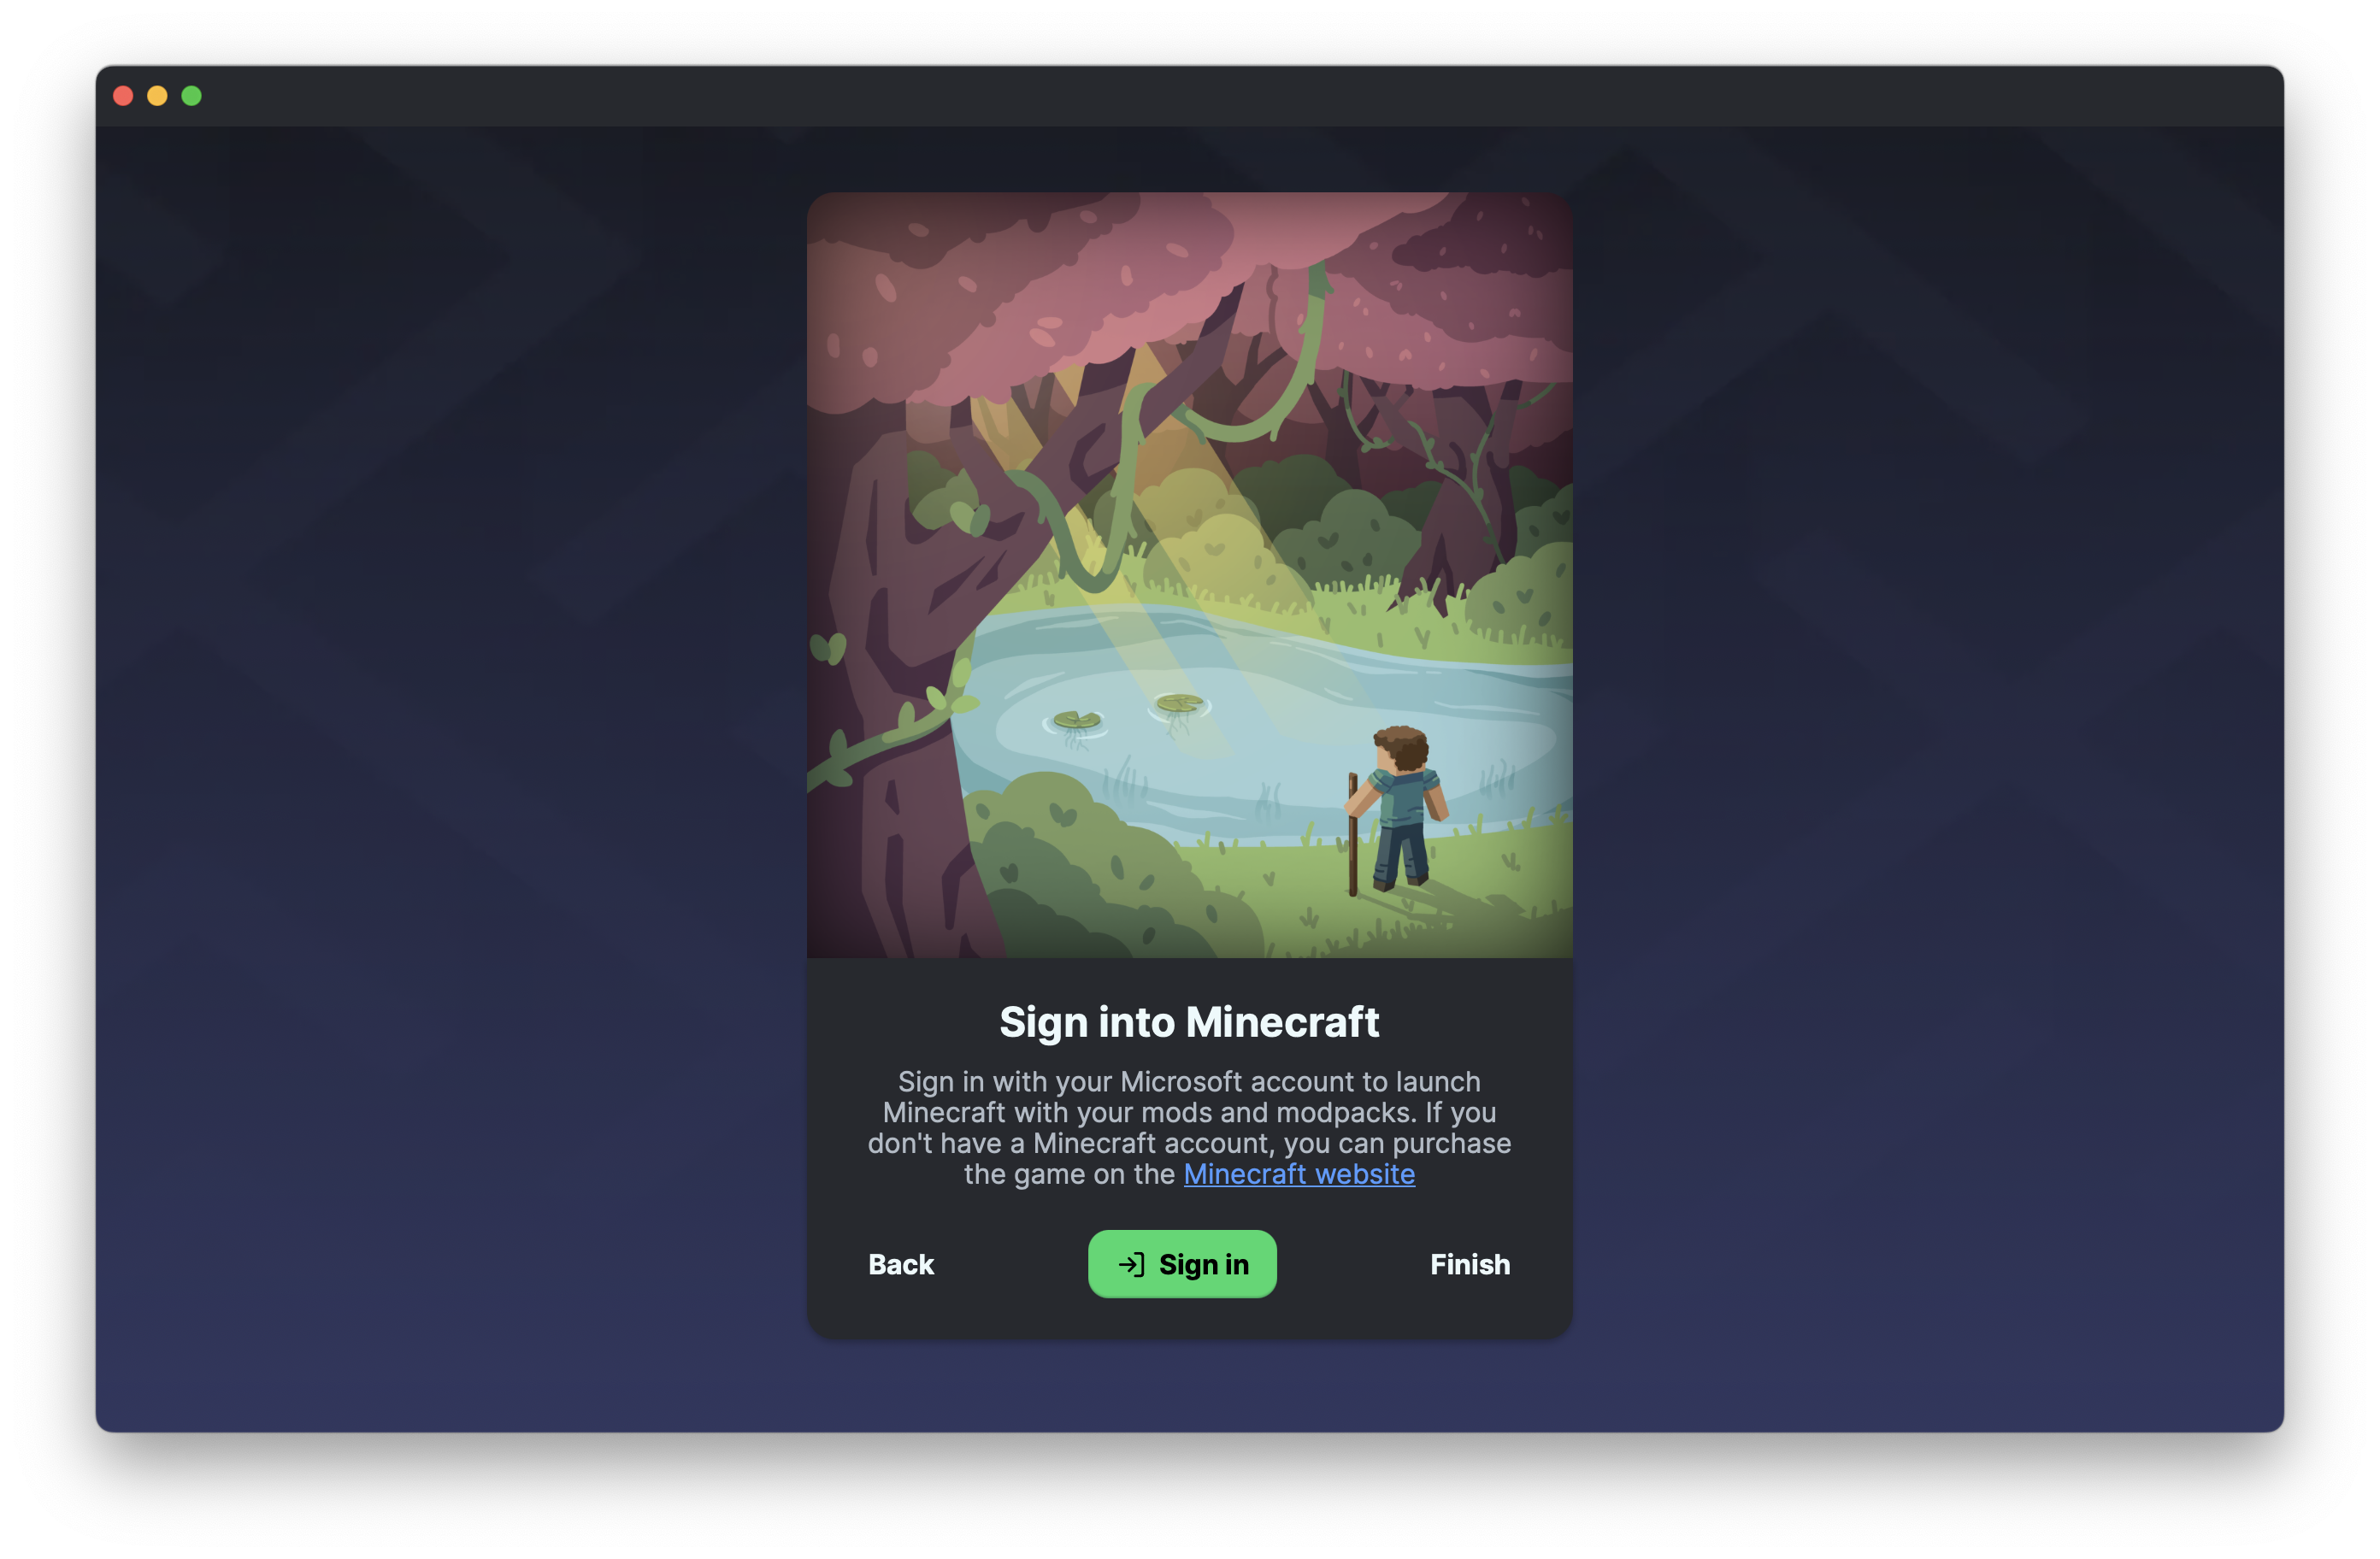 Sign into Minecraft
Sign in with your Microsoft account to launch
Minecraft with your mods and modpacks. If you
don't have a Minecraft account, you can purchase
the game on the Minecraft website
Back
Sign in
Finish